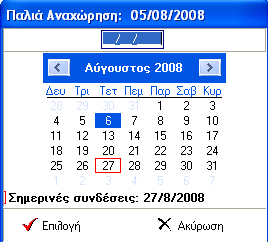 Παλιά Αναχώρηση: 05/08/2008
/ /
Αύγουστος 2008
Δευ Τρι Τετ Πεμ Παρ Σαβ Κυρ
28 29 30 31 1 2 3
4 5 6 7 8 9 10
11 12 13 14 15 16 17
18 19 20 21 22 23 24
25 26 27 28 29 30 31
1 2 3 4 5 6 7
Σημερινές συνδέσεις: 27/8/2008
Επιλογή Ακύρωση